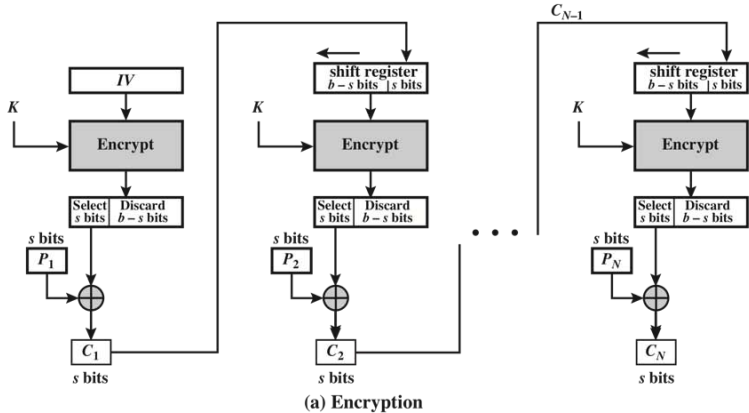 C_{N–1}
IV
shift register
b – s bits | s bits
shift register
b – s bits | s bits
K
K
K
Encrypt
Encrypt
Encrypt
Select Discard
s bits b – s bits
Select Discard
s bits b – s bits
Select Discard
s bits b – s bits
• • •
s bits
s bits
s bits
P_1
P_2
P_N
C_1
C_2
C_N
s bits
s bits
s bits
(a) Encryption